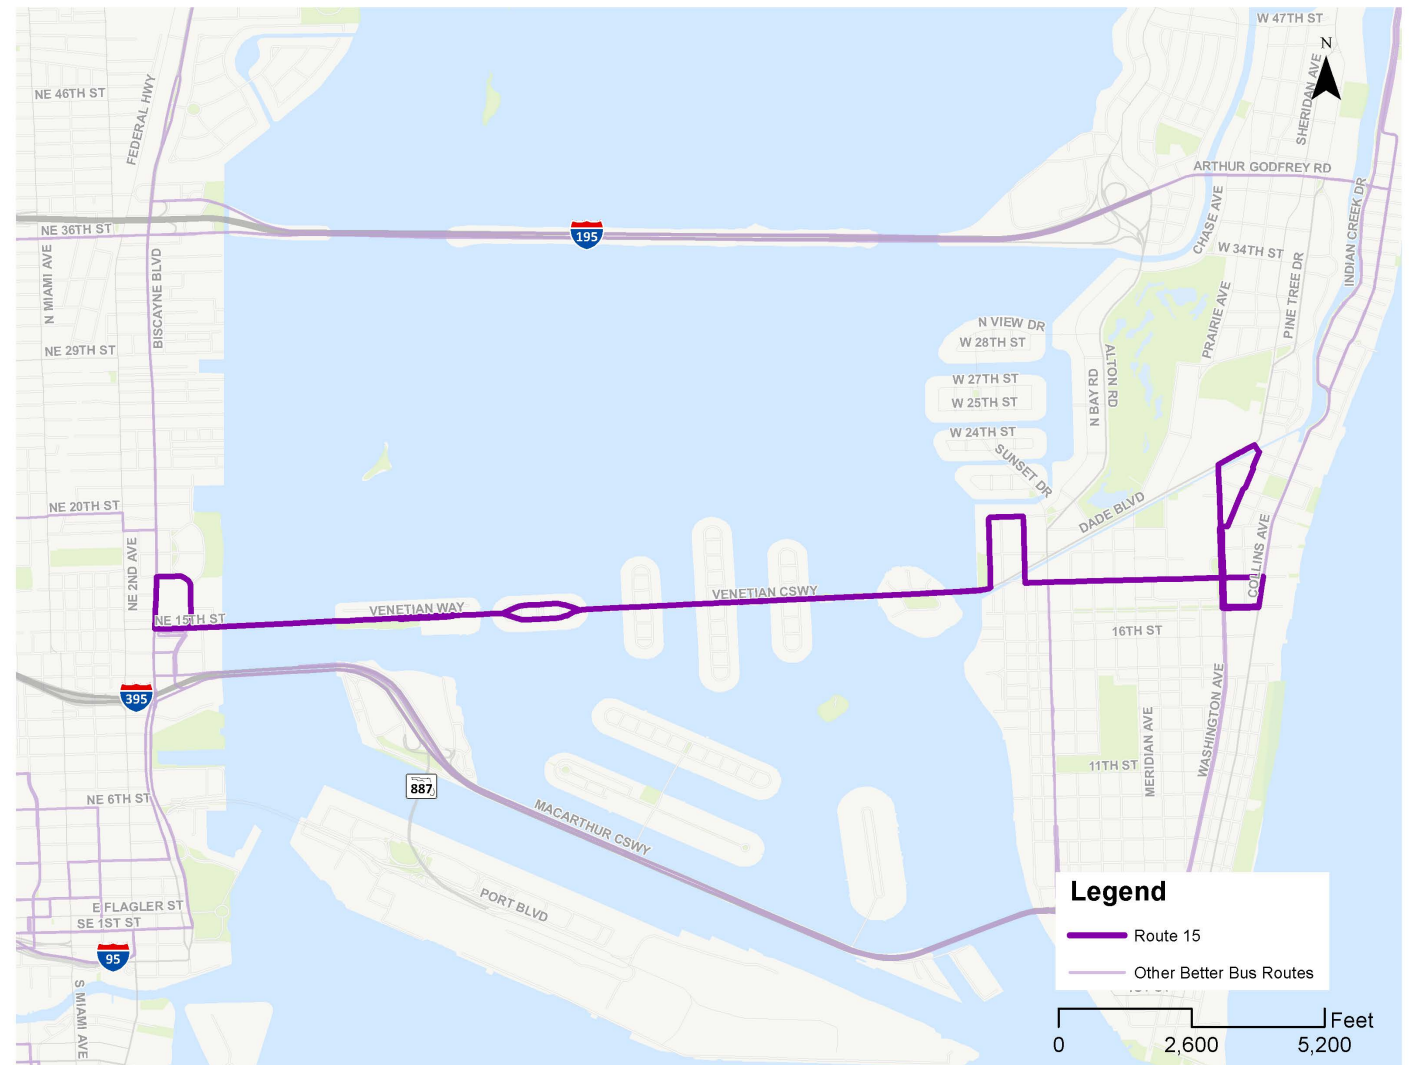 W 47TH ST
N
SHERIDAN AVE
NE 46TH ST
FEDERAL HWY
ARTHUR GODFREY RD
INDIAN CREEK DR
CHASE AVE
NE 36TH ST
195
W 34TH ST
N MIAMI AVE
BISCAYNE BLVD
PINE TREE DR
PRAIRIE AVE
N VIEW DR
W 28TH ST
NE 29TH ST
ALTON RD
N BAY RD
W 27TH ST
W 25TH ST
W 24TH ST
SUNSET DR
NE 20TH ST
DADE BLVD
COLLINS AVE
NE 2ND AVE
VENETIAN CSWY
VENETIAN WAY
NE 15TH ST
16TH ST
395
WASHINGTON AVE
MERIDIAN AVE
11TH ST
887
NE 6TH ST
MACARTHUR CSWY
PORT BLVD
E FLAGLER ST
SE 1ST ST
95
S MIAMI AVE
Legend
Route 15
Other Better Bus Routes
Feet
0 2,600 5,200